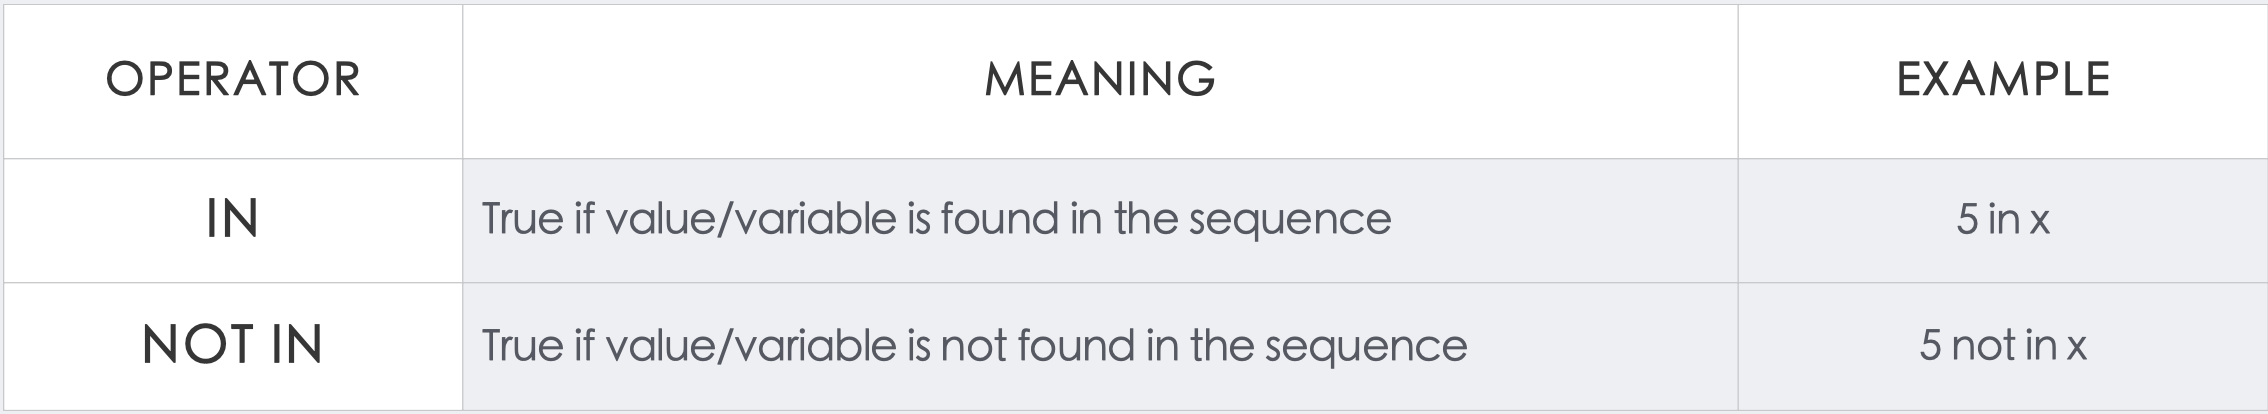 OPERATOR MEANING EXAMPLE
IN True if value/variable is found in the sequence 5 in x
NOT IN True if value/variable is not found in the sequence 5 not in x